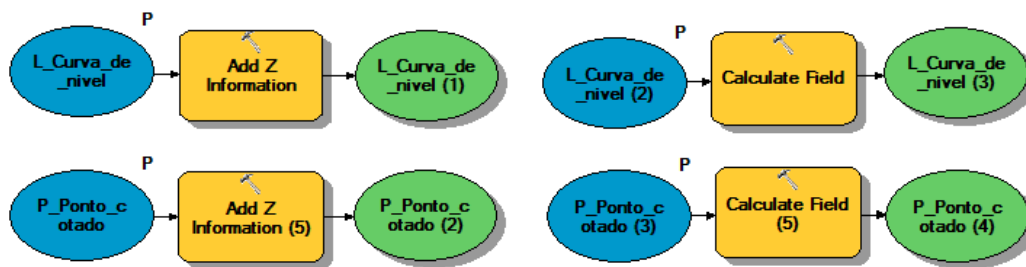 P
L_Curva_de
_nivel
Add Z
Information
L_Curva_de
_nivel (1)
P
L_Curva_de
_nivel (2)
Calculate Field
L_Curva_de
_nivel (3)
P
P_Ponto_c
otado
Add Z
Information (5)
P_Ponto_c
otado (2)
P
P_Ponto_c
otado (3)
Calculate Field
(5)
P_Ponto_c
otado (4)